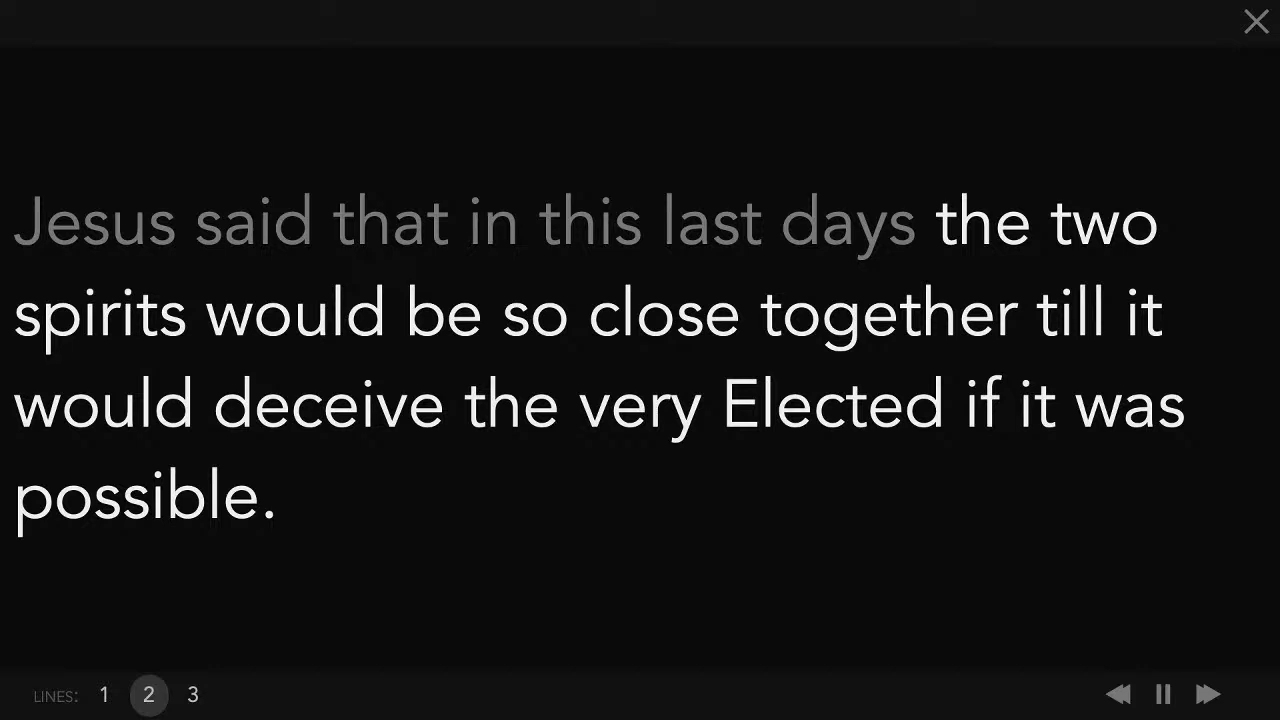 Jesus said that in this last days the two
spirits would be so close together till it
would deceive the very Elected if it was
possible.
LINES: 1 2 3